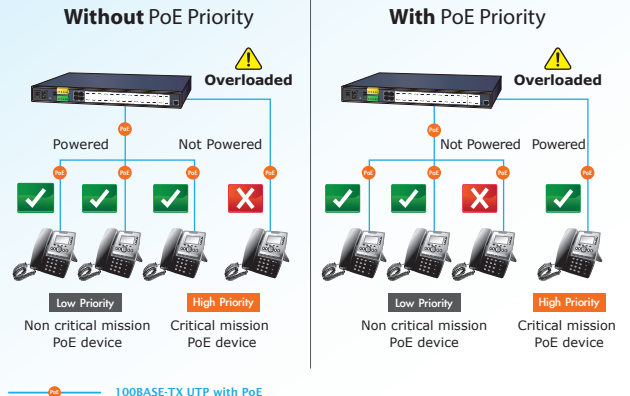 Without PoE Priority
Overloaded
PoE
Powered
Not Powered
PoE
PoE
PoE
PoE
Low Priority
High Priority
Non critical mission
PoE device
Critical mission
PoE device
With PoE Priority
Overloaded
PoE
Not Powered
Powered
PoE
PoE
PoE
PoE
Low Priority
High Priority
Non critical mission
PoE device
Critical mission
PoE device
PoE
100BASE-TX UTP with PoE